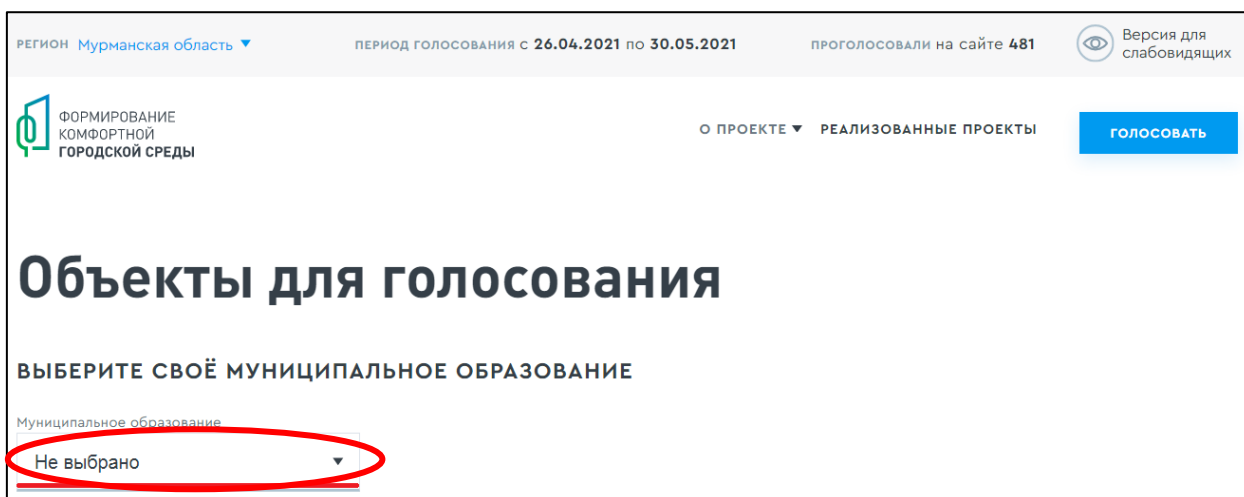 РЕГИОН Мурманская область ▼ ПЕРИОД ГОЛОСОВАНИЯ с 26.04.2021 по 30.05.2021 ПРОГОЛОСОВАЛИ на сайте 481 Версия для
слабовидящих
ФОРМИРОВАНИЕ
КОМФОРТНОЙ
ГОРОДСКОЙ СРЕДЫ
О ПРОЕКТЕ ▼ РЕАЛИЗОВАННЫЕ ПРОЕКТЫ ГОЛОСОВАТЬ
Объекты для голосования
ВЫБЕРИТЕ СВОЁ МУНИЦИПАЛЬНОЕ ОБРАЗОВАНИЕ
Муниципальное образование
Не выбрано ▼